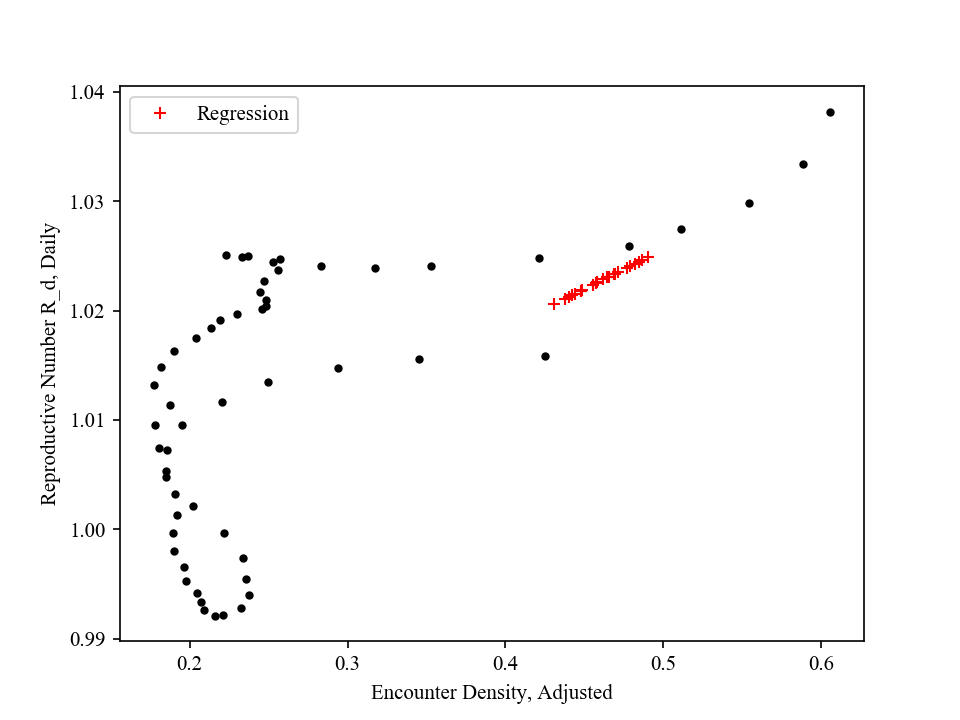 Regression
1.04
1.03
1.02
1.01
1.00
0.99
Reproductive Number R_d, Daily
0.2 0.3 0.4 0.5 0.6
Encounter Density, Adjusted